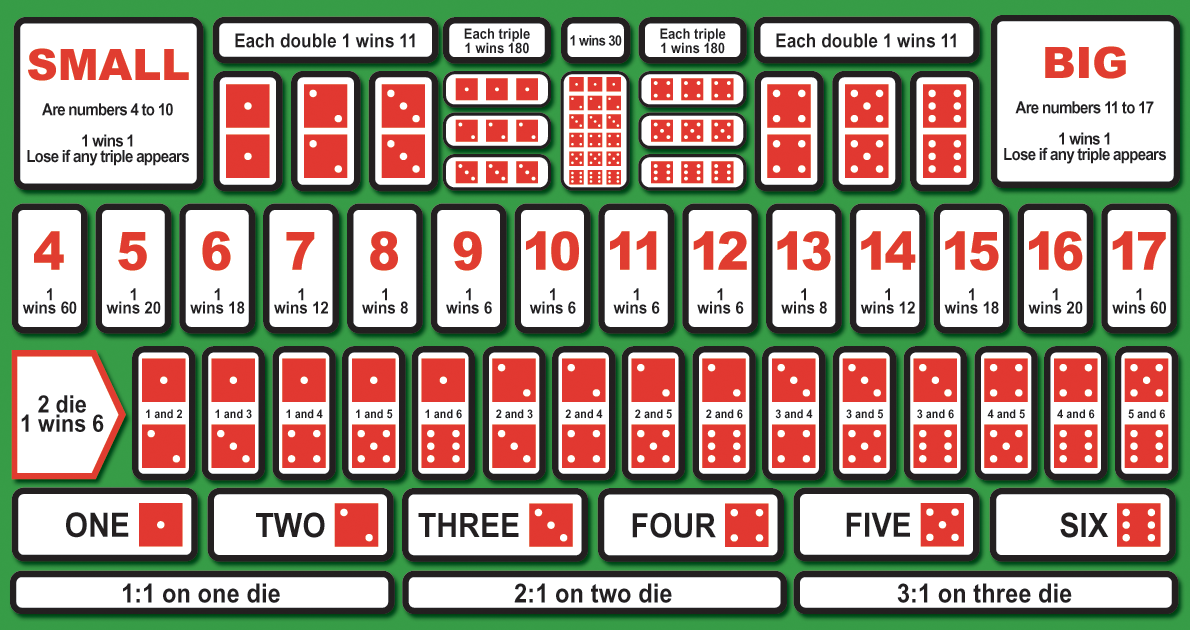 SMALL
Are numbers 4 to 10
1 wins 1
Lose if any triple appears
Each double 1 wins 11
Each triple
1 wins 180
1 wins 30
Each triple
1 wins 180
Each double 1 wins 11
BIG
Are numbers 11 to 17
1 wins 1
Lose if any triple appears
4
1
wins 60
5
1
wins 20
6
1
wins 18
7
1
wins 12
8
1
wins 8
9
1
wins 6
10
1
wins 6
11
1
wins 6
12
1
wins 6
13
1
wins 8
14
1
wins 12
15
1
wins 18
16
1
wins 20
17
1
wins 60
2 die
1 wins 6
1 and 2
1 and 3
1 and 4
1 and 5
1 and 6
2 and 3
2 and 4
2 and 5
2 and 6
3 and 4
3 and 5
3 and 6
4 and 5
4 and 6
5 and 6
ONE
TWO
THREE
FOUR
FIVE
SIX
1:1 on one die
2:1 on two die
3:1 on three die